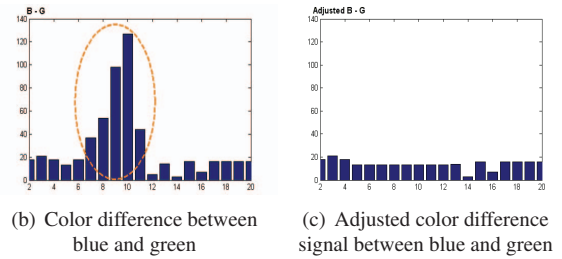 B - G
140
120
100
80
60
40
20
0
2 4 6 8 10 12 14 16 18 20
(b) Color difference between
blue and green
Adjusted B - G
140
120
100
80
60
40
20
0
2 4 6 8 10 12 14 16 18 20
(c) Adjusted color difference
signal between blue and green